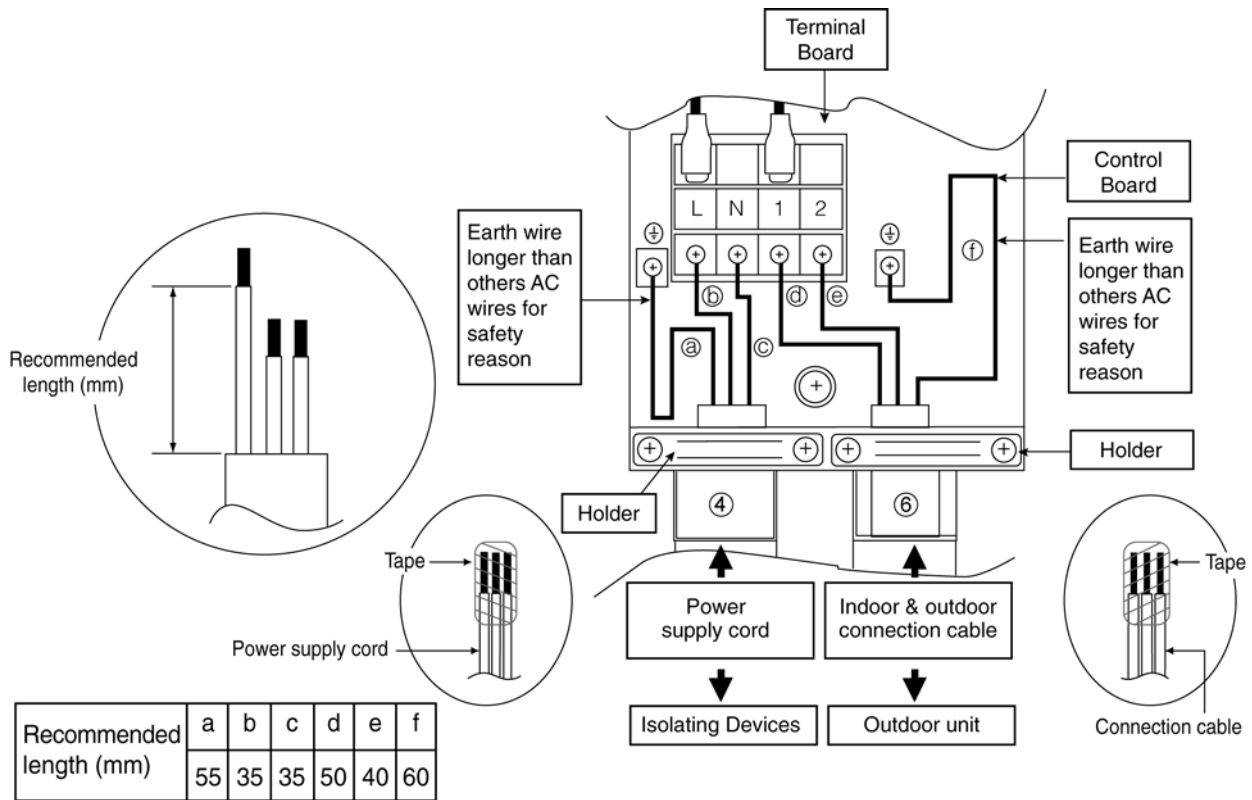 Terminal
Board
Control
Board
L N 1 2
Earth wire
longer than
others AC
wires for
safety
reason
ⓕ
Earth wire
longer than
others AC
wires for
safety
reason
ⓑ
ⓓ
ⓔ
ⓐ
ⓒ
Recommended
length (mm)
Holder
Holder
④
⑥
Tape
Power supply cord
Power
supply cord
Indoor & outdoor
connection cable
Tape
Connection cable
Isolating Devices
Outdoor unit
Recommended
length (mm)
a b c d e f
55 35 35 50 40 60